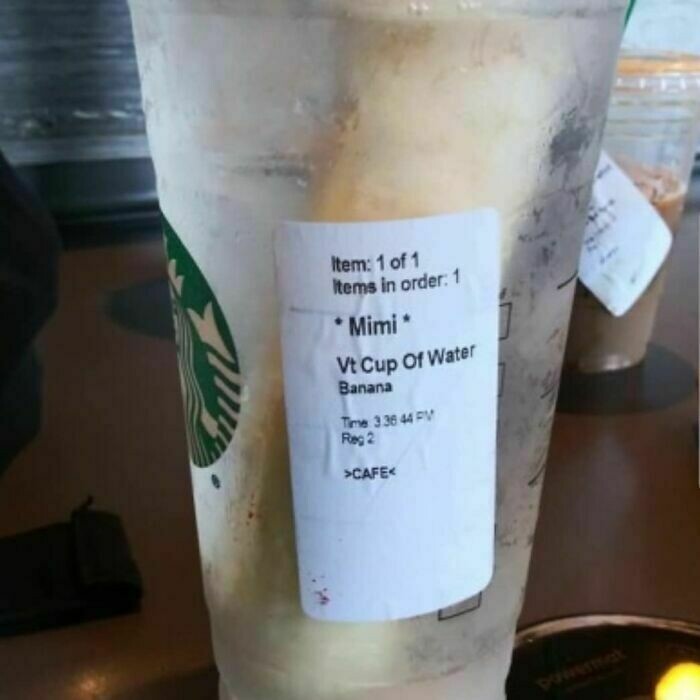 Item: 1 of 1
Items in order: 1
* Mimi *
Vt Cup Of Water
Banana
Time 3:36:44 PM
Reg 2
>CAFE<
®
powermat